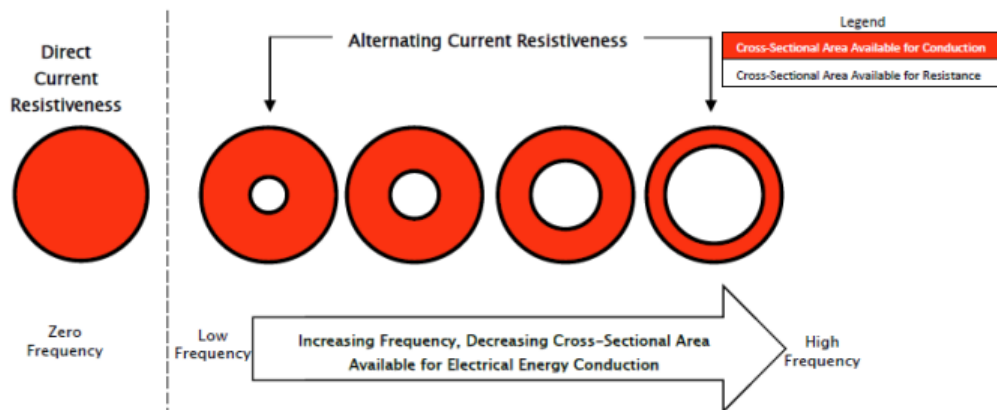 Legend
Cross-Sectional Area Available for Conduction
Cross-Sectional Area Available for Resistance
Direct
Current
Resistiveness
Alternating Current Resistiveness
Zero
Frequency
Low
Frequency
Increasing Frequency, Decreasing Cross-Sectional Area
Available for Electrical Energy Conduction
High
Frequency